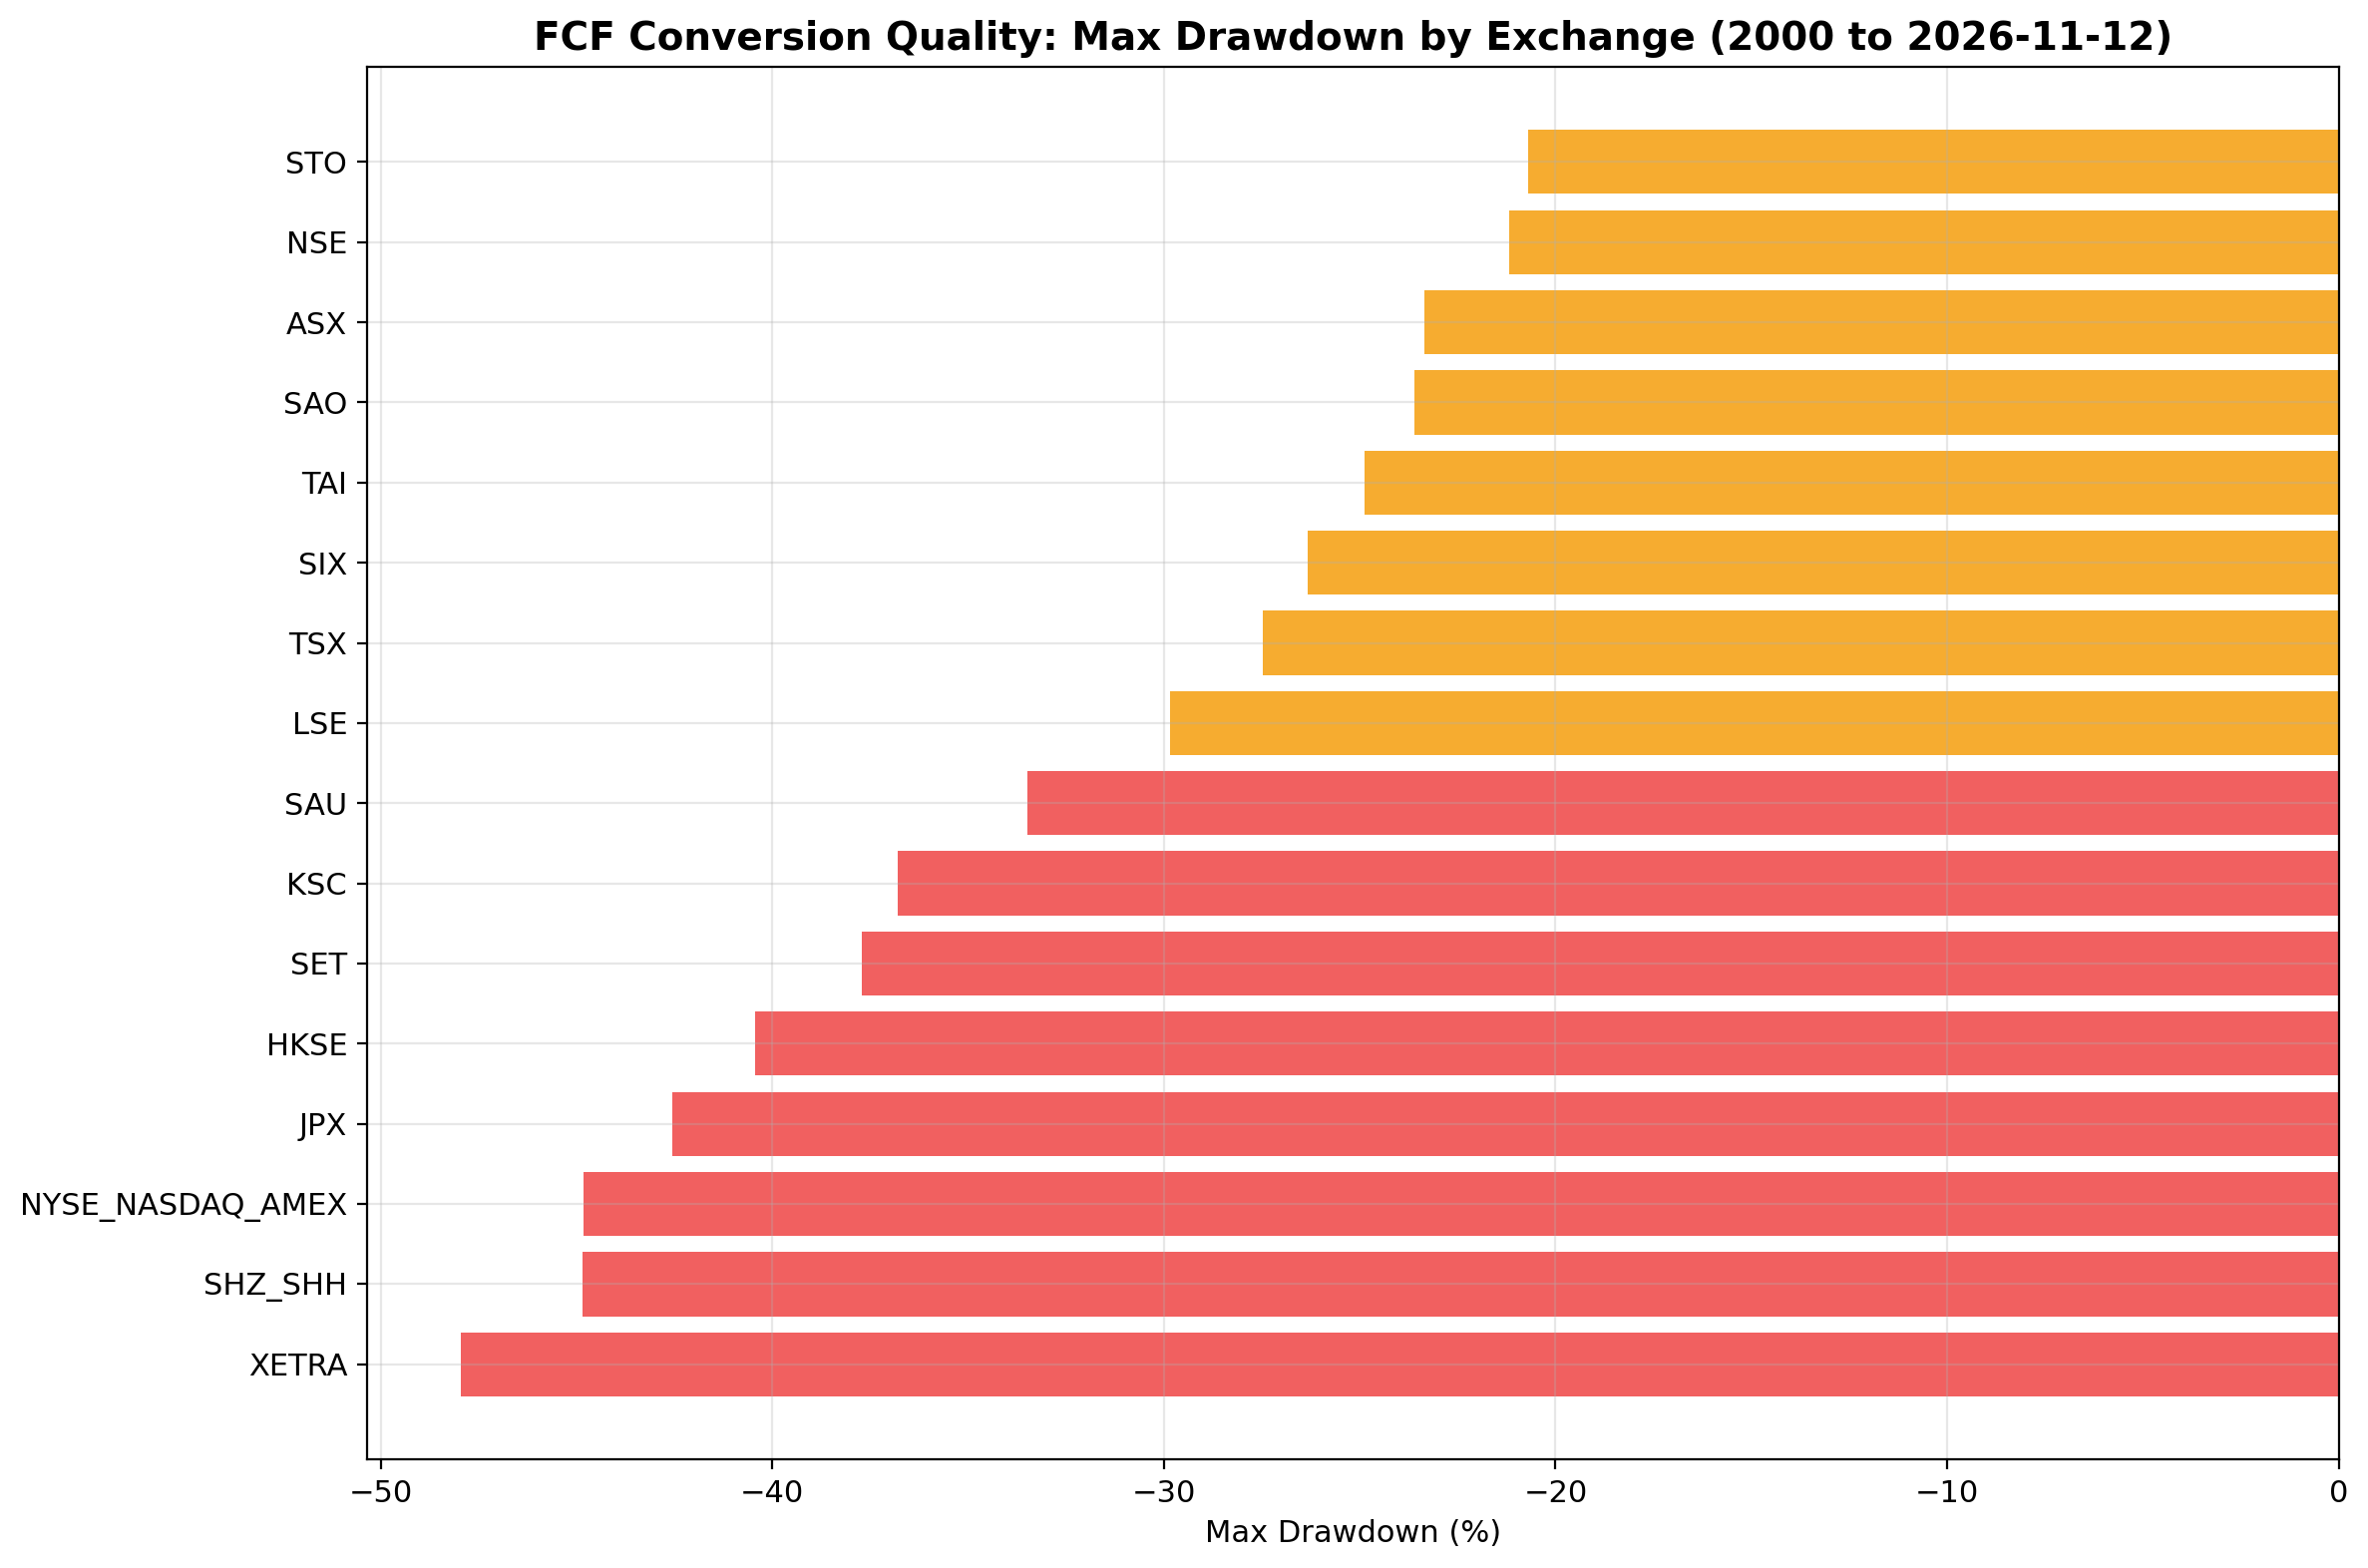 FCF Conversion Quality: Max Drawdown by Exchange (2000 to 2026-11-12)
STO
NSE
ASX
SAO
TAI
SIX
TSX
LSE
SAU
KSC
SET
HKSE
JPX
NYSE_NASDAQ_AMEX
SHZ_SHH
XETRA
−50 −40 −30 −20 −10 0
Max Drawdown (%)